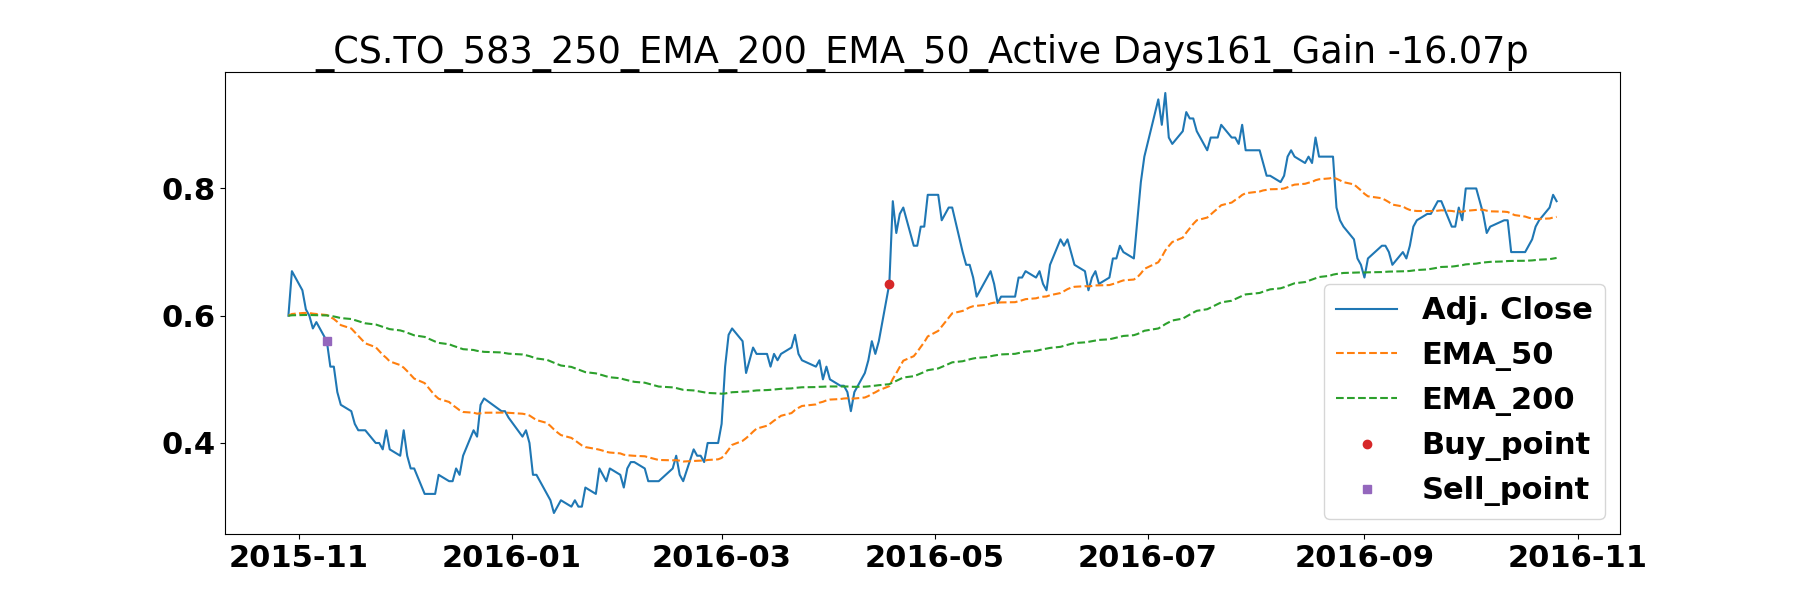 _CS.TO_583_250_EMA_200_EMA_50_Active Days161_Gain -16.07p
0.8
0.6
0.4
Adj. Close
EMA_50
EMA_200
Buy_point
Sell_point
2015-11 2016-01 2016-03 2016-05 2016-07 2016-09 2016-11